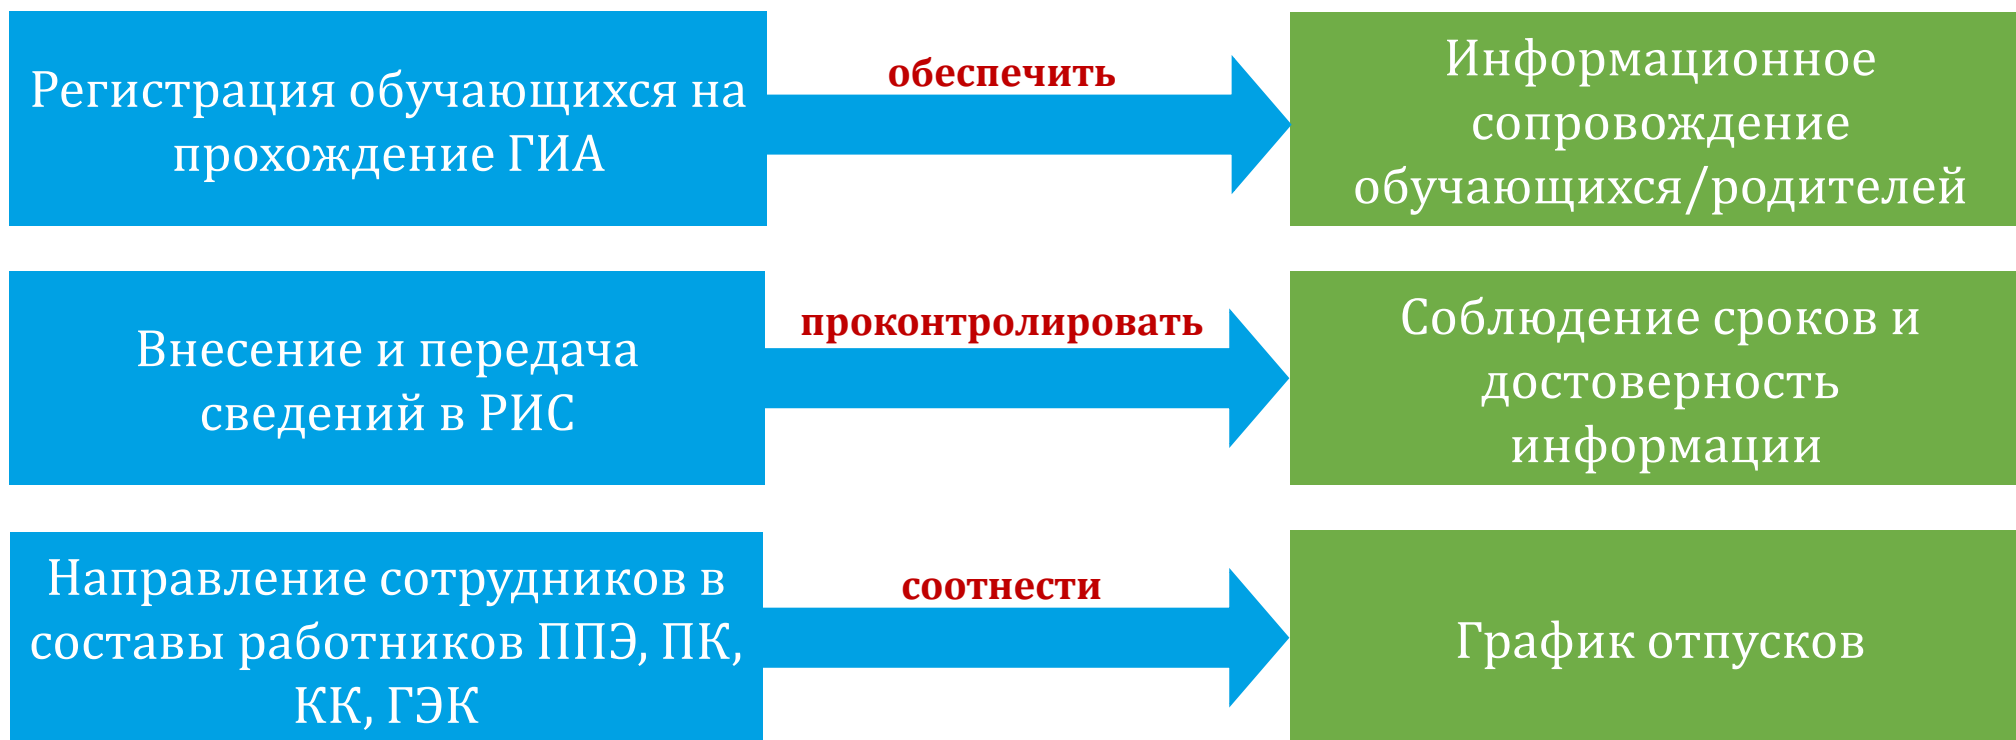 Регистрация обучающихся на
прохождение ГИА
обеспечить
Информационное
сопровождение
обучающихся/родителей
Внесение и передача
сведений в РИС
проконтролировать
Соблюдение сроков и
достоверность
информации
Направление сотрудников в
составы работников ППЭ, ПК,
КК, ГЭК
соотнести
График отпусков